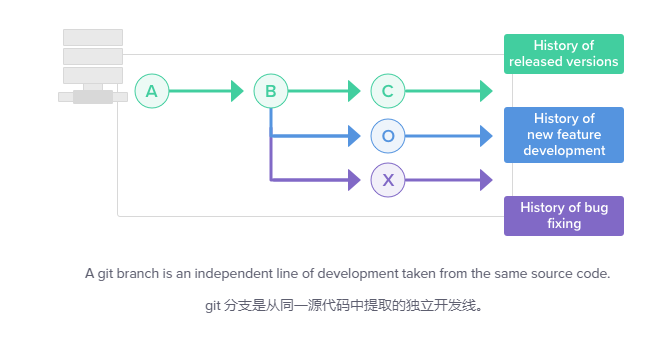 History of
released versions
A
B
C
History of
new feature
development
O
X
History of bug
fixing
A git branch is an independent line of development taken from the same source code.
git 分支是从同一源代码中提取的独立开发线。